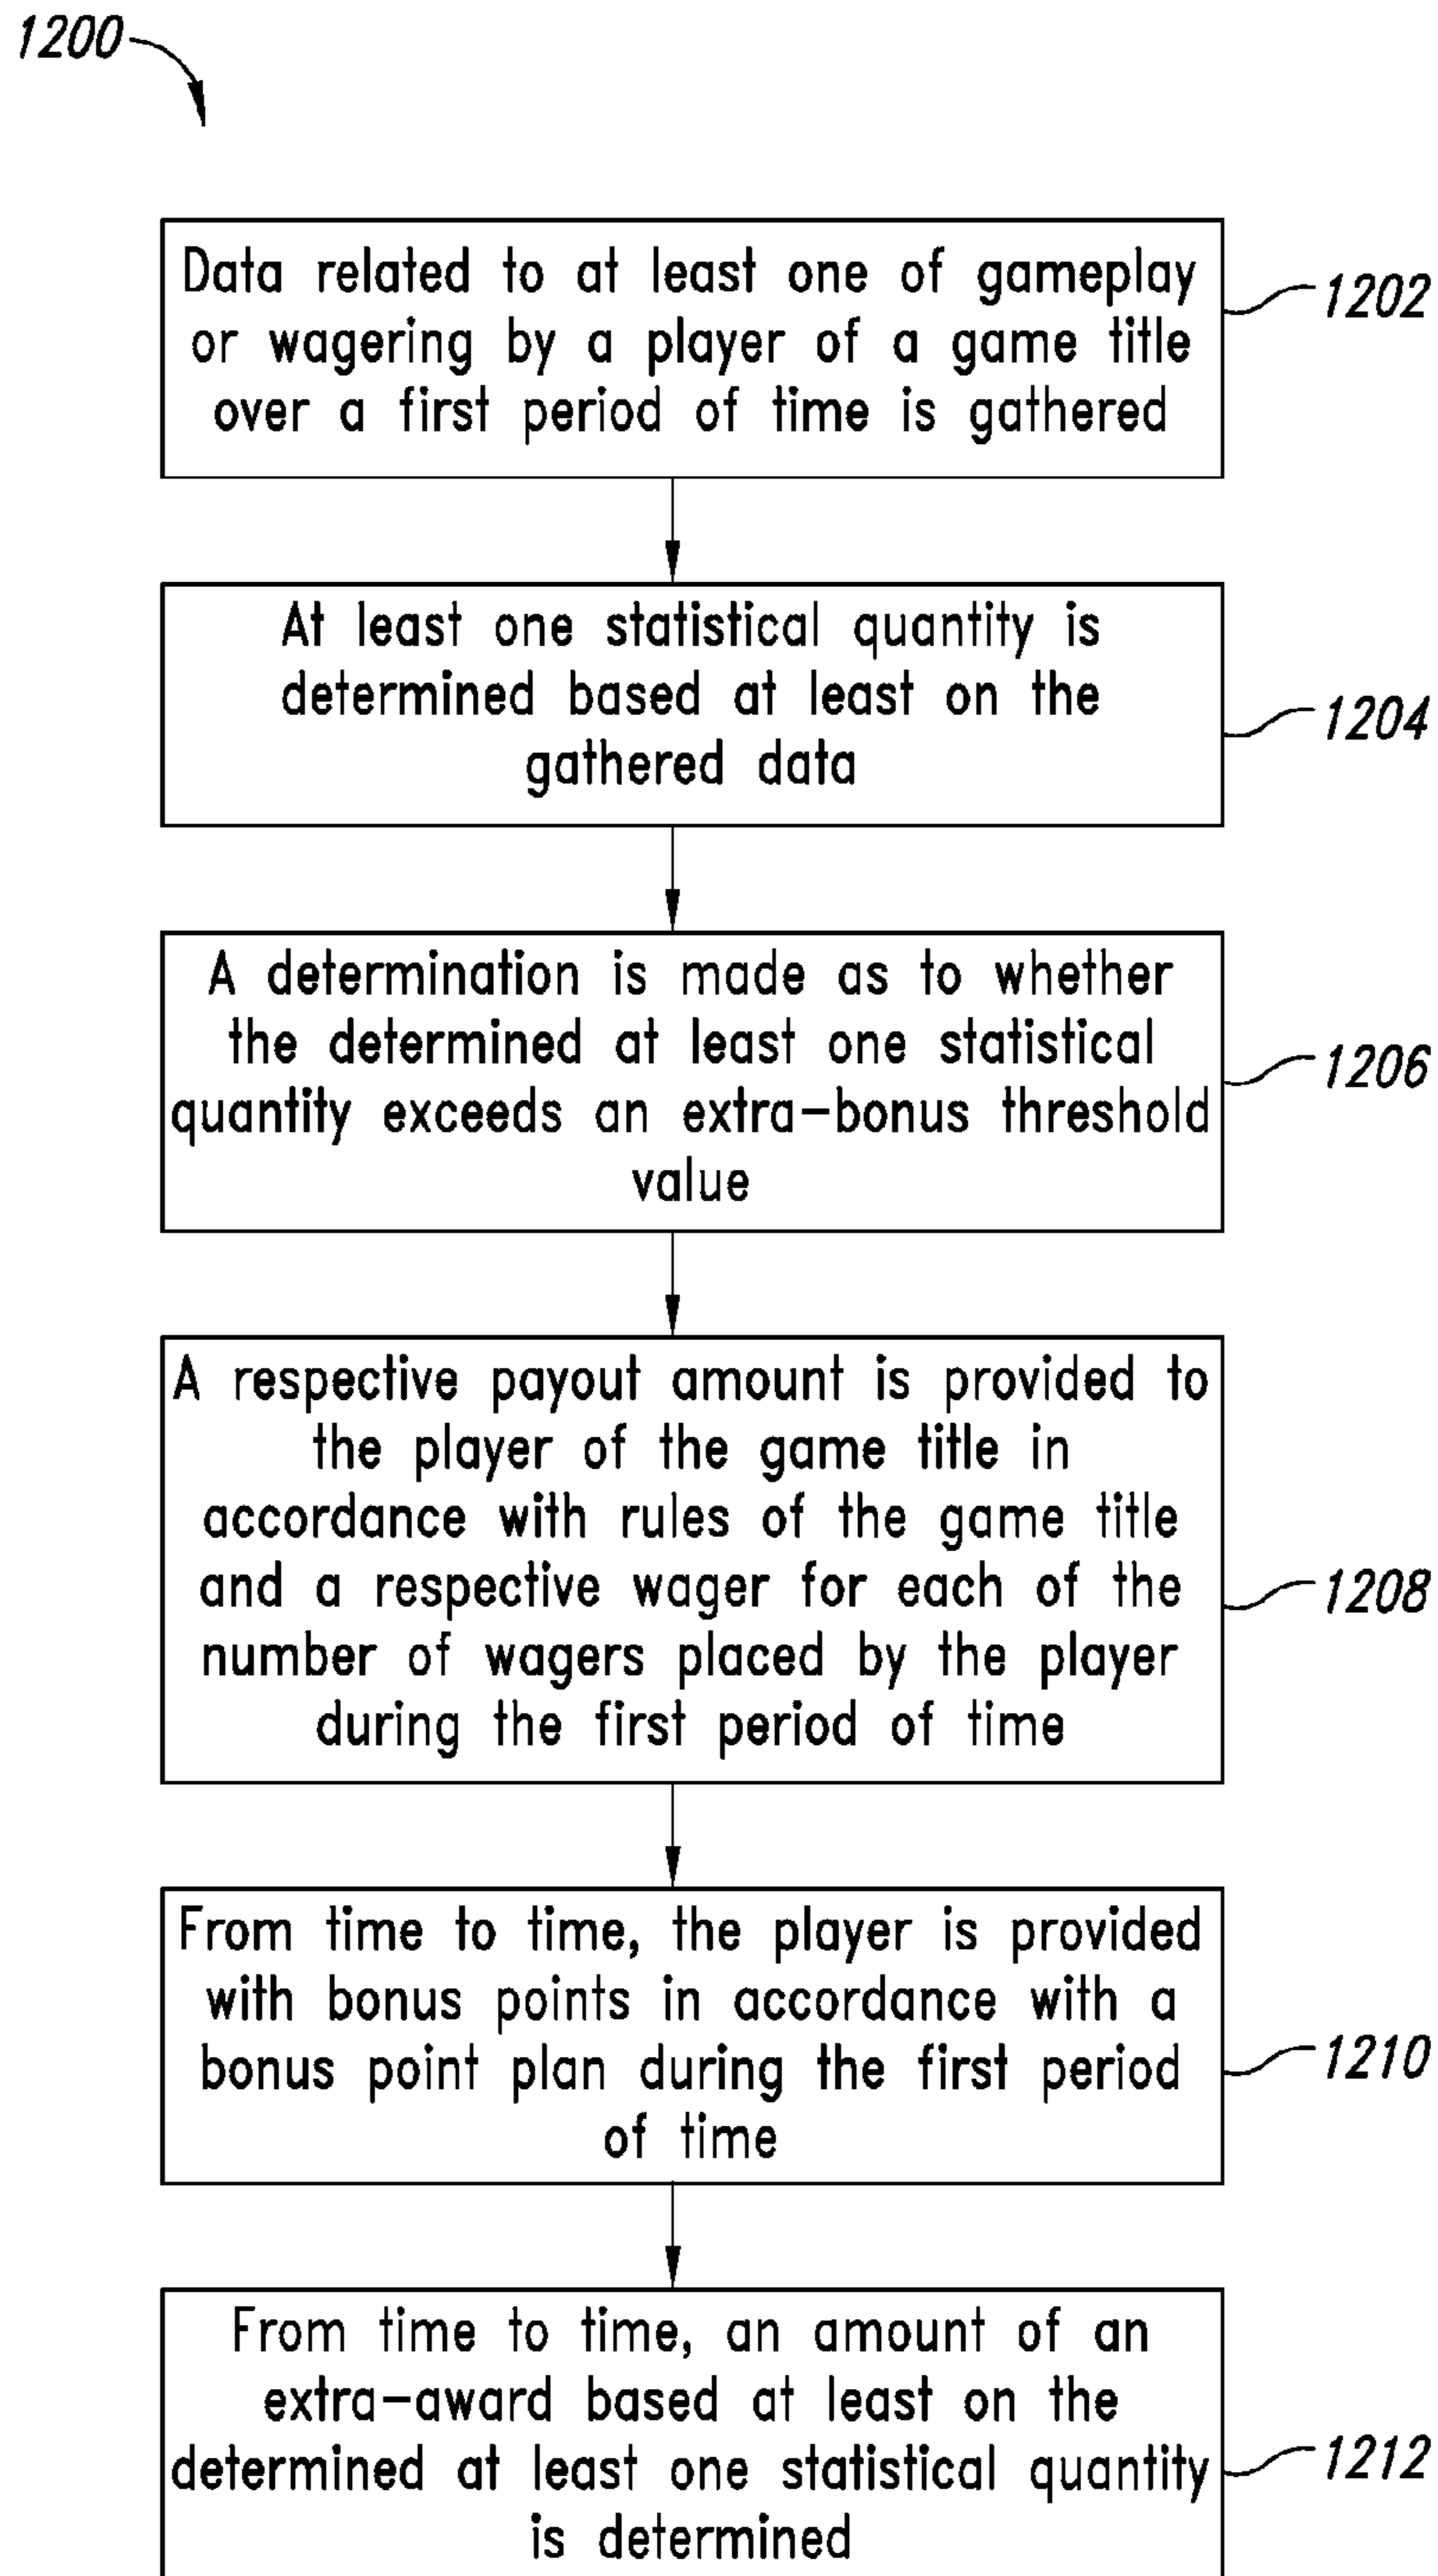 1200
Data related to at least one of gameplay
or wagering by a player of a game title
over a first period of time is gathered
1202
At least one statistical quantity is
determined based at least on the
gathered data
1204
A determination is made as to whether
the determined at least one statistical
quantity exceeds an extra-bonus threshold
value
1206
A respective payout amount is provided to
the player of the game title in
accordance with rules of the game title
and a respective wager for each of the
number of wagers placed by the player
during the first period of time
1208
From time to time, the player is provided
with bonus points in accordance with a
bonus point plan during the first period
of time
1210
From time to time, an amount of an
extra-award based at least on the
determined at least one statistical quantity
is determined
1212